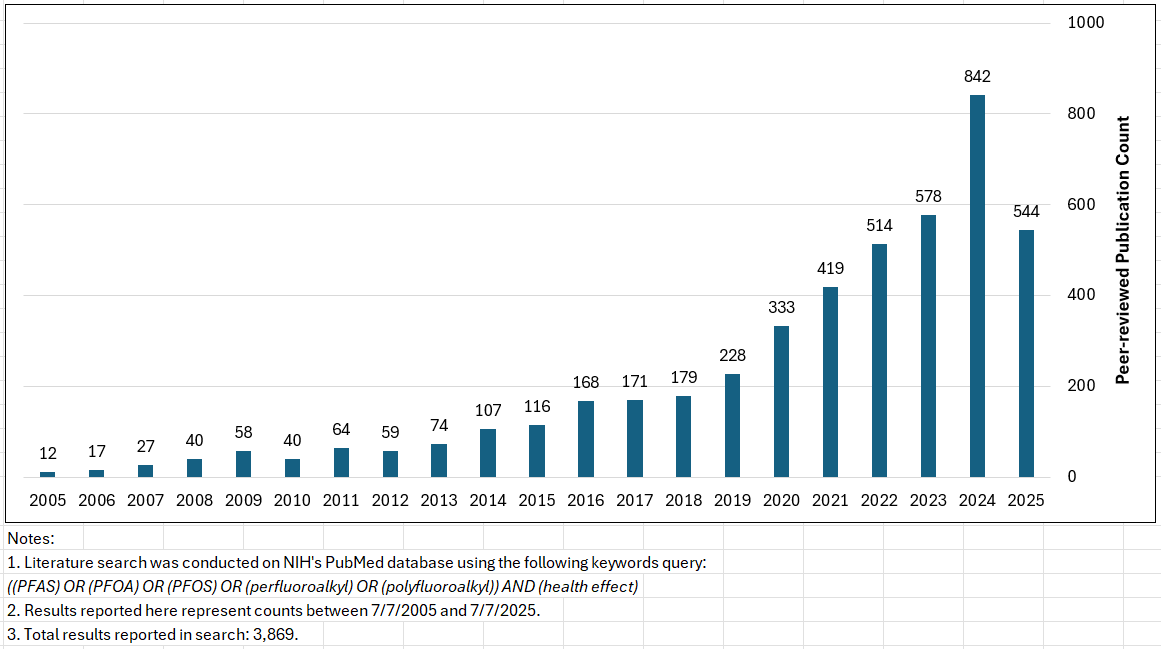 1000
842
800
Peer-reviewed Publication Count
578
600
544
514
419
400
333
228
168 171 179
200
107 116
74
64 59
58
40 40
27
12 17
0
2005 2006 2007 2008 2009 2010 2011 2012 2013 2014 2015 2016 2017 2018 2019 2020 2021 2022 2023 2024 2025
Notes:
1. Literature search was conducted on NIH's PubMed database using the following keywords query:
((PFAS) OR (PFOA) OR (PFOS) OR (perfluoroalkyl) OR (polyfluoroalkyl)) AND (health effect)
2. Results reported here represent counts between 7/7/2005 and 7/7/2025.
3. Total results reported in search: 3,869.